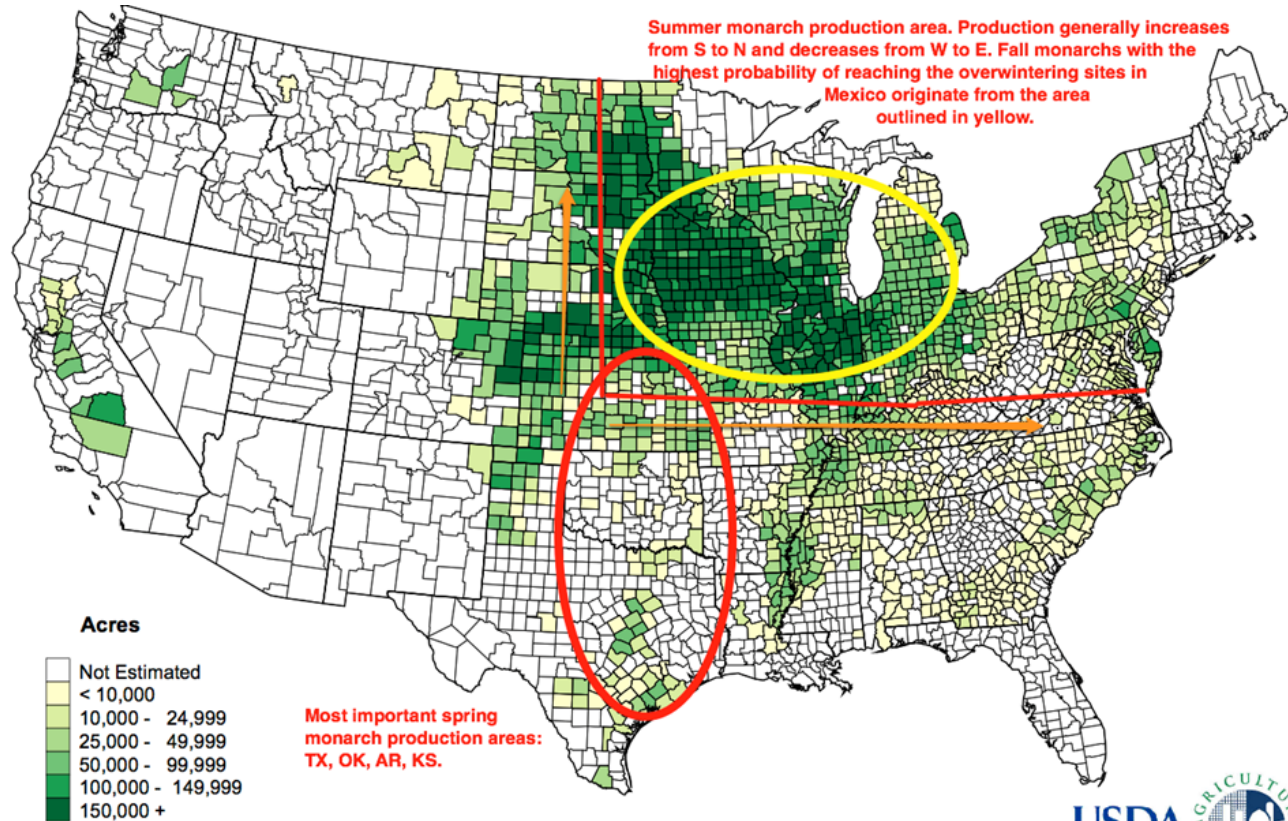 Summer monarch production area. Production generally increases
from S to N and decreases from W to E. Fall monarchs with the
highest probability of reaching the overwintering sites in
Mexico originate from the area
outlined in yellow.
Acres
Not Estimated
< 10,000
10,000 - 24,999
25,000 - 49,999
50,000 - 99,999
100,000 - 149,999
150,000 +
Most important spring
monarch production areas:
TX, OK, AR, KS.
USDA